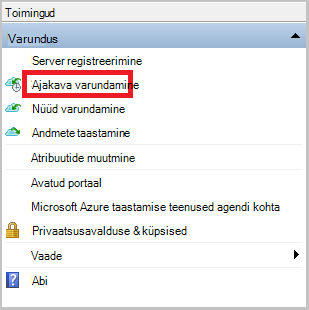 Toimingud
Varundus
Server registreerimine
Ajakava varundamine
Nüüd varundamine
Andmete taastamine
Atribuutide muutmine
Avatud portaal
Microsoft Azure taastamise teenused agendi kohta
Privaatsusavalduse & küpsised
Vaade
Abi